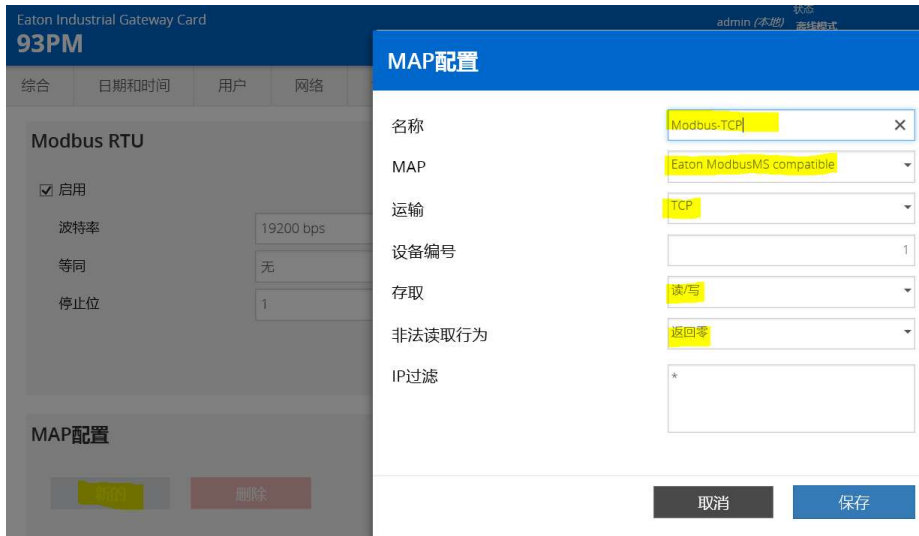 Eaton Industrial Gateway Card
93PM
状态
admin (本地) 离线模式
综合 日期和时间 用户 网络
Modbus RTU
启用
波特率 19200 bps
等同 无
停止位 1
MAP配置
新的 删除
MAP配置
名称 Modbus-TCP
MAP Eaton ModbusMS compatible
运输 TCP
设备编号 1
存取 读/写
非法读取行为 返回零
IP过滤 *
取消 保存